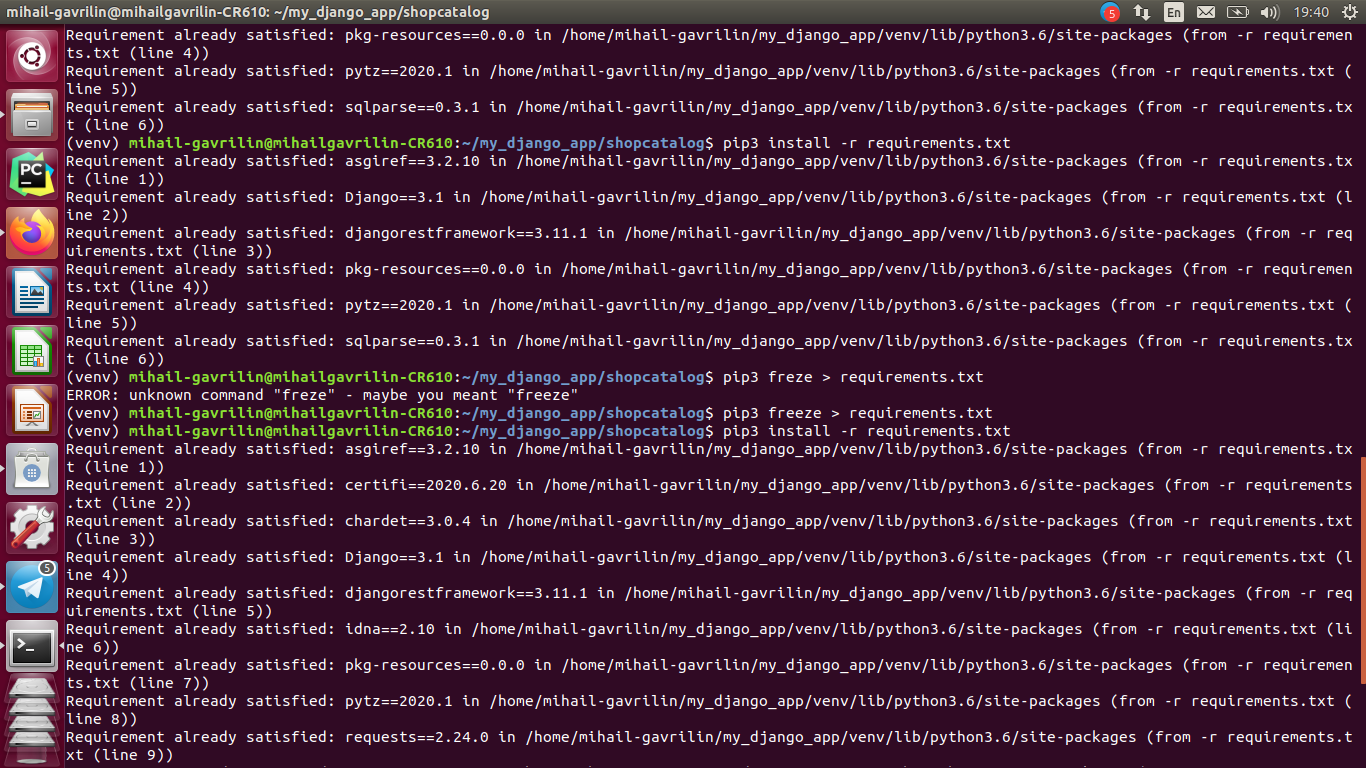 mihail-gavrilin@mihailgavrilin-CR610: ~/my_django_app/shopcatalog
5
En
19:40
Requirement already satisfied: pkg-resources==0.0.0 in /home/mihail-gavrilin/my_django_app/venv/lib/python3.6/site-packages (from -r requiremen
ts.txt (line 4))
Requirement already satisfied: pytz==2020.1 in /home/mihail-gavrilin/my_django_app/venv/lib/python3.6/site-packages (from -r requirements.txt (
line 5))
Requirement already satisfied: sqlparse==0.3.1 in /home/mihail-gavrilin/my_django_app/venv/lib/python3.6/site-packages (from -r requirements.tx
t (line 6))
(venv) mihail-gavrilin@mihailgavrilin-CR610:~/my_django_app/shopcatalog$ pip3 install -r requirements.txt
Requirement already satisfied: asgiref==3.2.10 in /home/mihail-gavrilin/my_django_app/venv/lib/python3.6/site-packages (from -r requirements.tx
t (line 1))
Requirement already satisfied: Django==3.1 in /home/mihail-gavrilin/my_django_app/venv/lib/python3.6/site-packages (from -r requirements.txt (l
ine 2))
Requirement already satisfied: djangorestframework==3.11.1 in /home/mihail-gavrilin/my_django_app/venv/lib/python3.6/site-packages (from -r req
uirements.txt (line 3))
Requirement already satisfied: pkg-resources==0.0.0 in /home/mihail-gavrilin/my_django_app/venv/lib/python3.6/site-packages (from -r requiremen
ts.txt (line 4))
Requirement already satisfied: pytz==2020.1 in /home/mihail-gavrilin/my_django_app/venv/lib/python3.6/site-packages (from -r requirements.txt (
line 5))
Requirement already satisfied: sqlparse==0.3.1 in /home/mihail-gavrilin/my_django_app/venv/lib/python3.6/site-packages (from -r requirements.tx
t (line 6))
(venv) mihail-gavrilin@mihailgavrilin-CR610:~/my_django_app/shopcatalog$ pip3 freze > requirements.txt
ERROR: unknown command "freze" - maybe you meant "freeze"
(venv) mihail-gavrilin@mihailgavrilin-CR610:~/my_django_app/shopcatalog$ pip3 freeze > requirements.txt
(venv) mihail-gavrilin@mihailgavrilin-CR610:~/my_django_app/shopcatalog$ pip3 install -r requirements.txt
Requirement already satisfied: asgiref==3.2.10 in /home/mihail-gavrilin/my_django_app/venv/lib/python3.6/site-packages (from -r requirements.tx
t (line 1))
Requirement already satisfied: certifi==2020.6.20 in /home/mihail-gavrilin/my_django_app/venv/lib/python3.6/site-packages (from -r requirements
.txt (line 2))
Requirement already satisfied: chardet==3.0.4 in /home/mihail-gavrilin/my_django_app/venv/lib/python3.6/site-packages (from -r requirements.txt
 (line 3))
Requirement already satisfied: Django==3.1 in /home/mihail-gavrilin/my_django_app/venv/lib/python3.6/site-packages (from -r requirements.txt (l
ine 4))
Requirement already satisfied: djangorestframework==3.11.1 in /home/mihail-gavrilin/my_django_app/venv/lib/python3.6/site-packages (from -r req
uirements.txt (line 5))
Requirement already satisfied: idna==2.10 in /home/mihail-gavrilin/my_django_app/venv/lib/python3.6/site-packages (from -r requirements.txt (li
ne 6))
Requirement already satisfied: pkg-resources==0.0.0 in /home/mihail-gavrilin/my_django_app/venv/lib/python3.6/site-packages (from -r requiremen
ts.txt (line 7))
Requirement already satisfied: pytz==2020.1 in /home/mihail-gavrilin/my_django_app/venv/lib/python3.6/site-packages (from -r requirements.txt (
line 8))
Requirement already satisfied: requests==2.24.0 in /home/mihail-gavrilin/my_django_app/venv/lib/python3.6/site-packages (from -r requirements.t
xt (line 9))
PC
5
>_